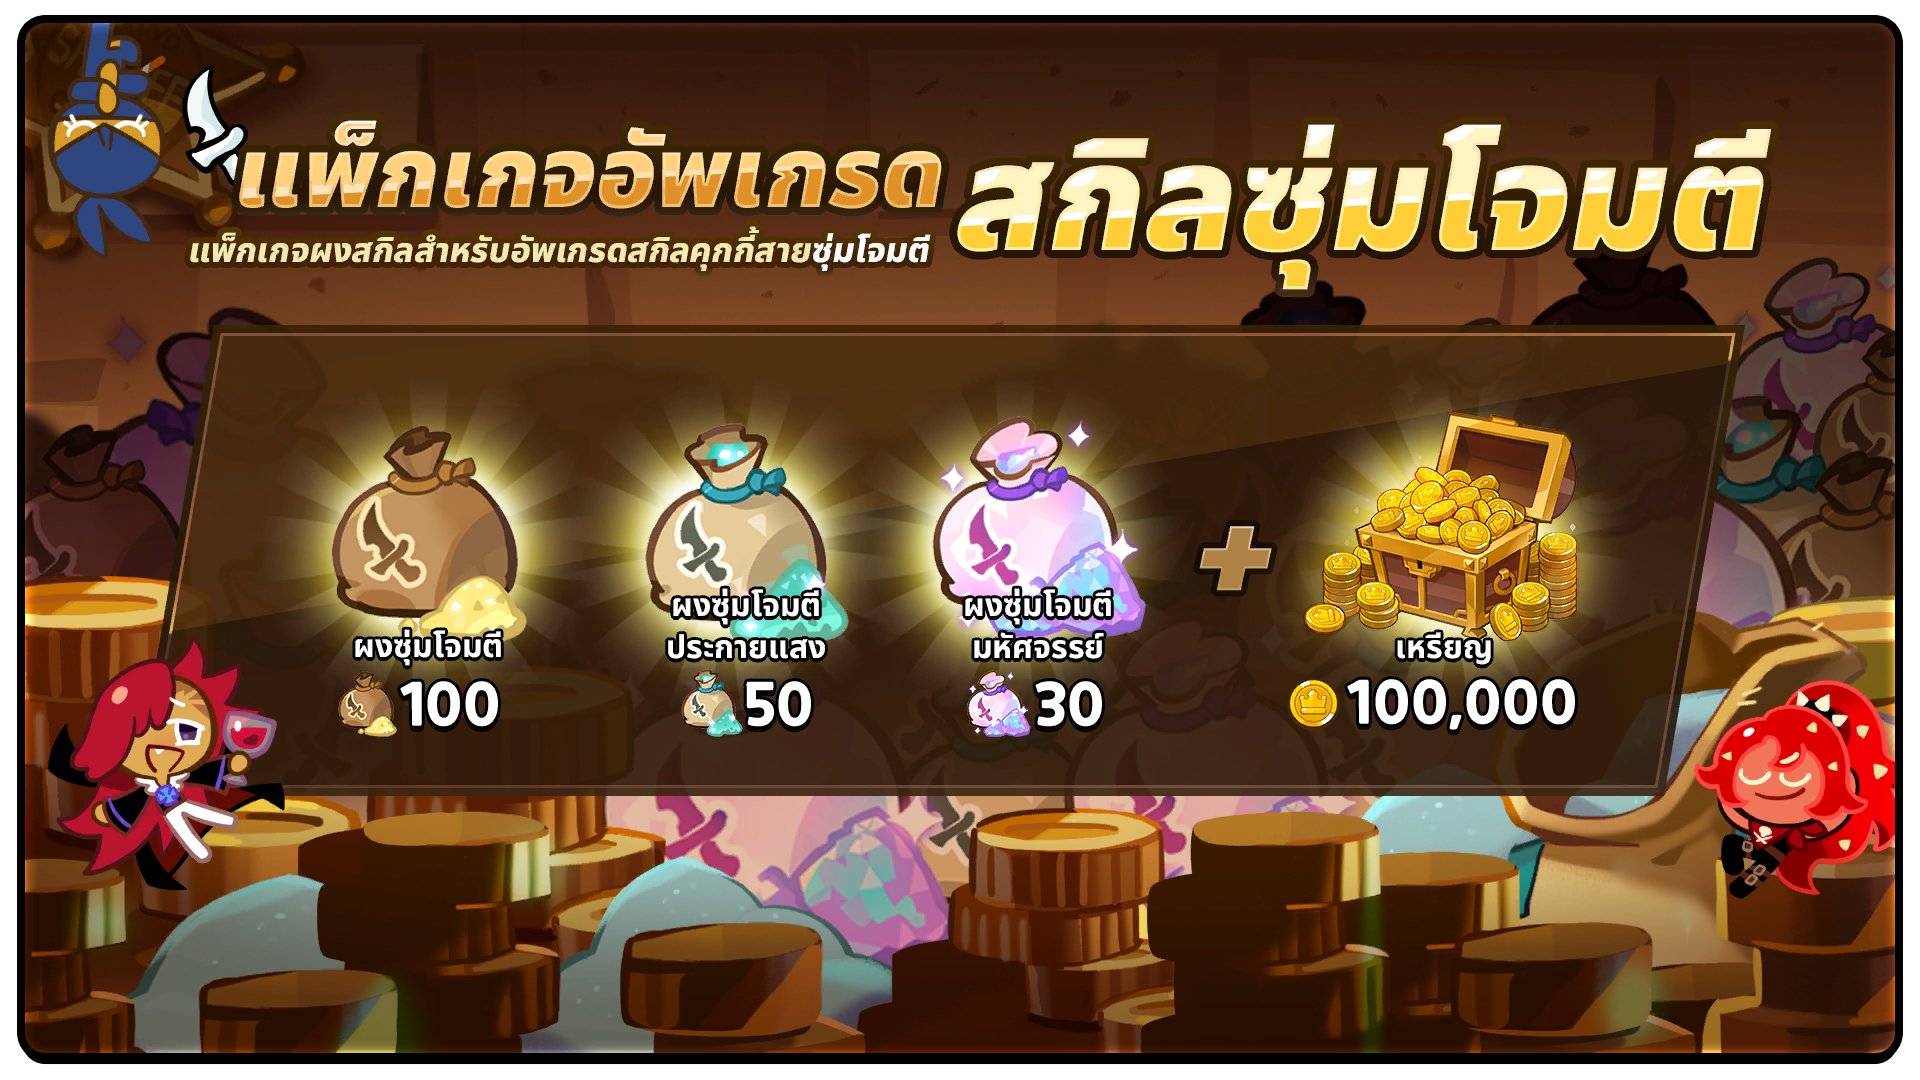 แพ็กเกจอัพเกรด สกิลซุ่มโจมตี
แพ็กเกจผงสกิลสำหรับอัพเกรดสกิลคุกกี้สายซุ่มโจมตี
ผงซุ่มโจมตี
100
ผงซุ่มโจมตี
ประกายแสง
50
ผงซุ่มโจมตี
มหัศจรรย์
30
เหรียญ
100,000